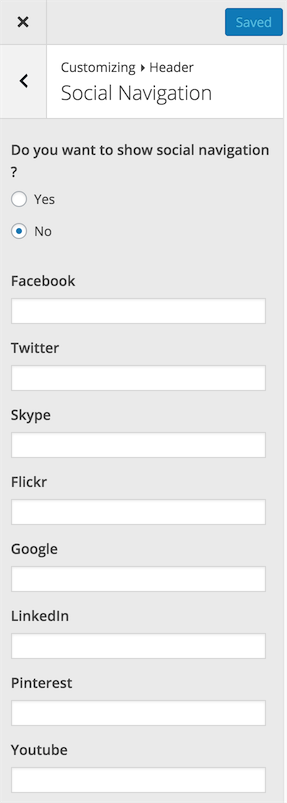 Saved
Customizing ▸ Header
Social Navigation
Do you want to show social navigation
?
Yes
No
Facebook
Twitter
Skype
Flickr
Google
LinkedIn
Pinterest
Youtube